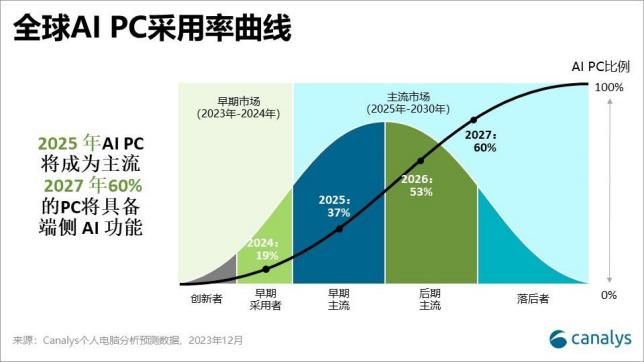 全球AI PC采用率曲线
AI PC比例
100%
早期市场
(2023年-2024年)
主流市场
(2025年-2030年)
2025 年AI PC
将成为主流
2027 年60%
的PC将具备
端侧 AI 功能
2027:
60%
2026:
53%
2025:
37%
2024:
19%
0%
创新者
早期
采用者
早期
主流
后期
主流
落后者
来源：Canalys个人电脑分析预测数据，2023年12月
canalys